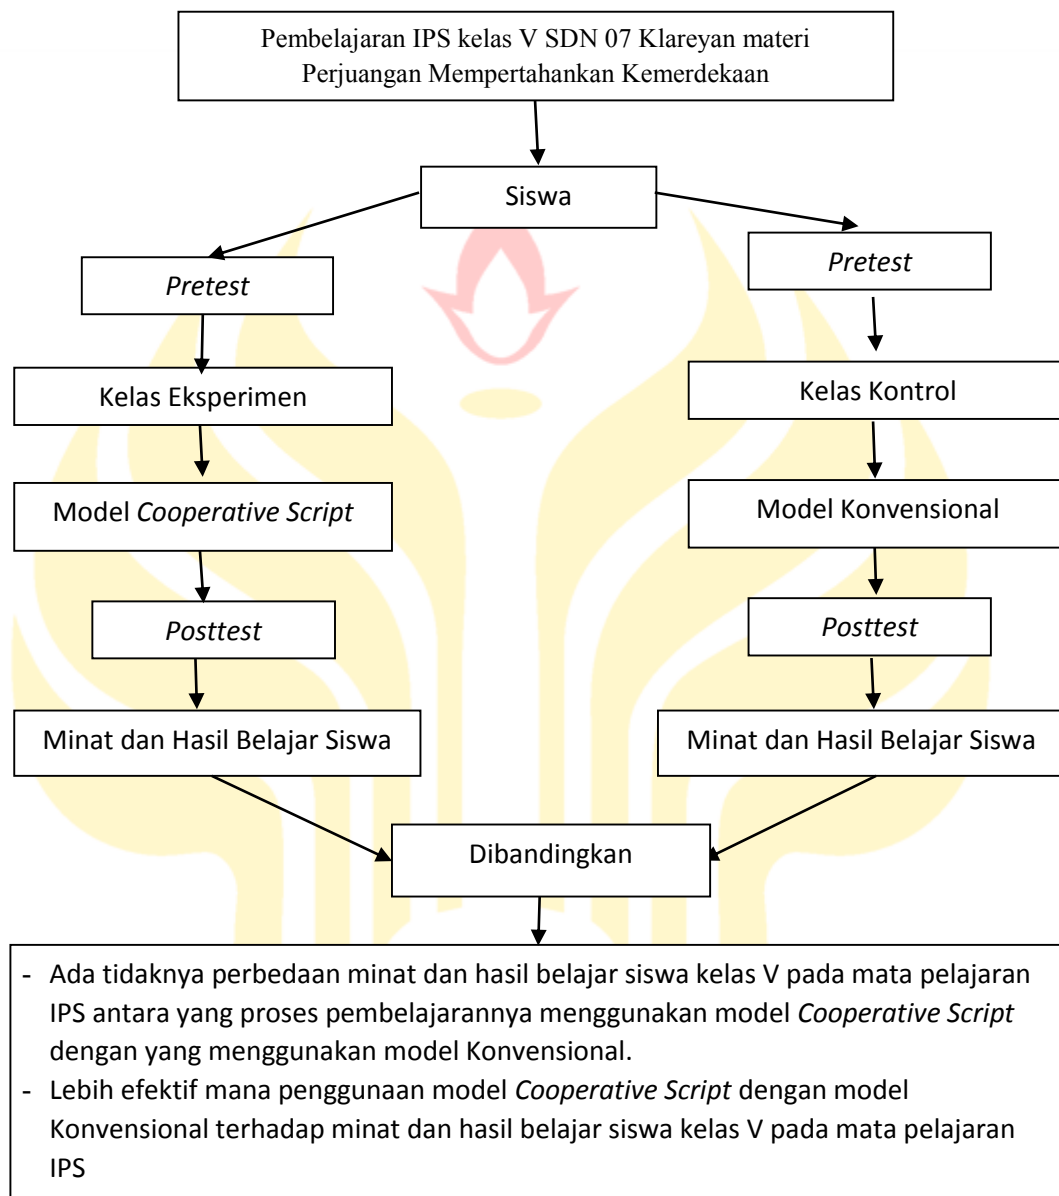 Pembelajaran IPS kelas V SDN 07 Klareyan materi
Perjuangan Mempertahankan Kemerdekaan
Siswa
Pretest
Pretest
Kelas Eksperimen
Kelas Kontrol
Model Cooperative Script
Model Konvensional
Posttest
Posttest
Minat dan Hasil Belajar Siswa
Minat dan Hasil Belajar Siswa
Dibandingkan
- Ada tidaknya perbedaan minat dan hasil belajar siswa kelas V pada mata pelajaran
IPS antara yang proses pembelajarannya menggunakan model Cooperative Script
dengan yang menggunakan model Konvensional.
- Lebih efektif mana penggunaan model Cooperative Script dengan model
Konvensional terhadap minat dan hasil belajar siswa kelas V pada mata pelajaran
IPS